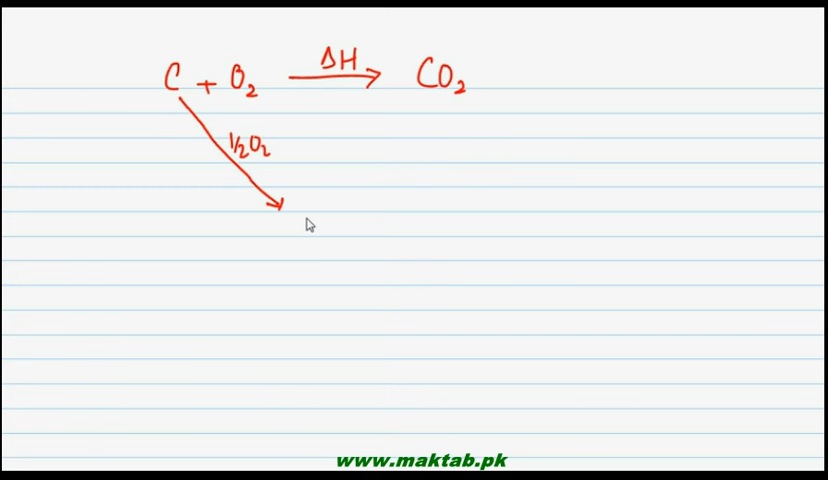 C + O₂ → ΔH CO₂
½O₂
www.maktab.pk